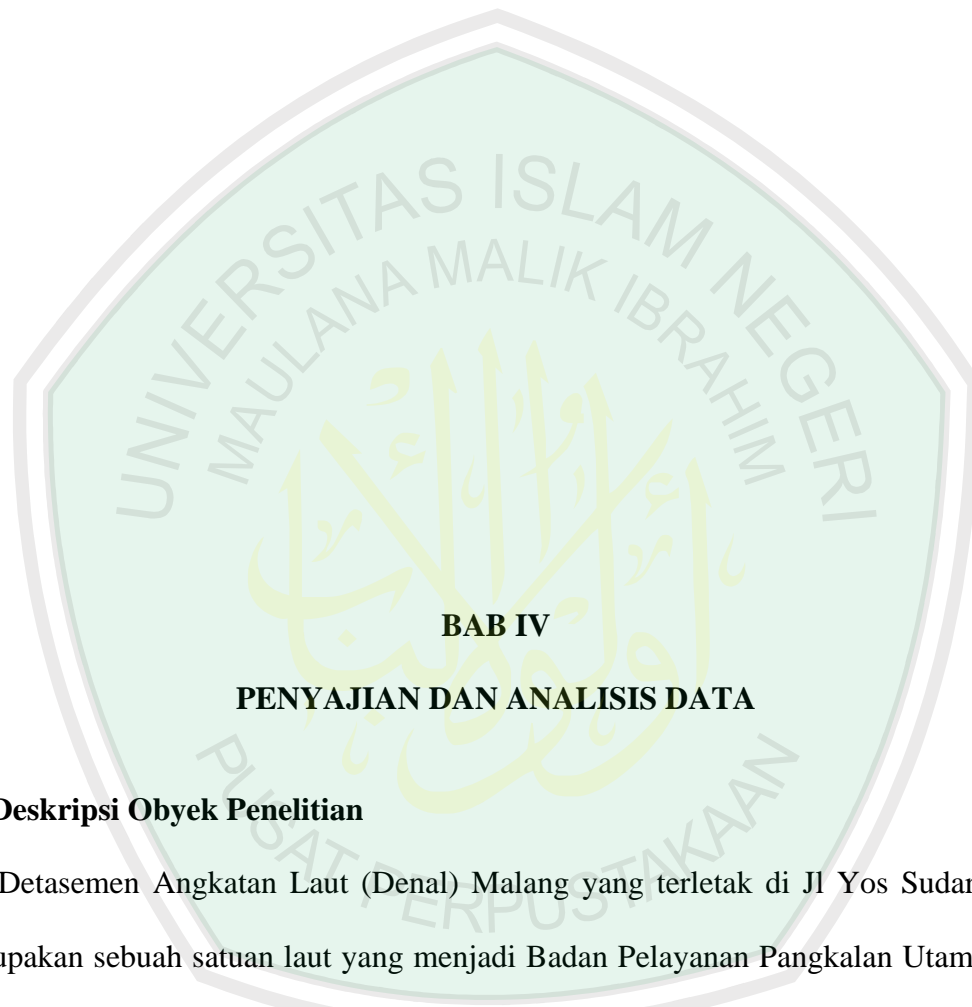 UNIVERSITAS ISLAM NEGERI
MAULANA MALIK IBRAHIM
BAB IV
PENYAJIAN DAN ANALISIS DATA
Deskripsi Obyek Penelitian
Detasemen Angkatan Laut (Denal) Malang yang terletak di Jl Yos Sudar
upakan sebuah satuan laut yang menjadi Badan Pelayanan Pangkalan Utam
PUSAT PERPUSTAKAAN